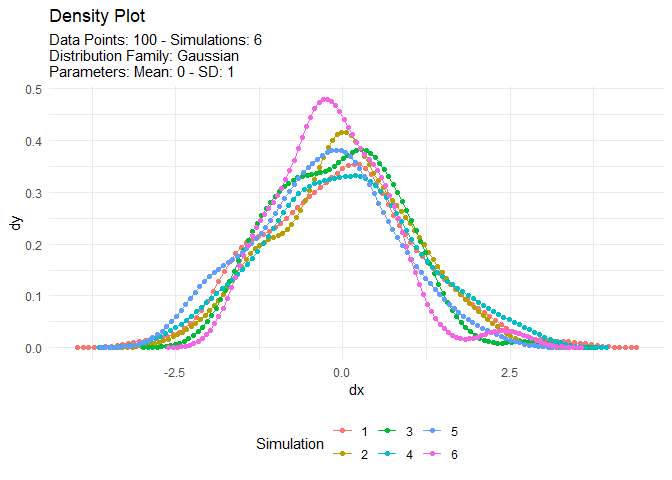 Density Plot
Data Points: 100 - Simulations: 6
Distribution Family: Gaussian
Parameters: Mean: 0 - SD: 1
0.5
0.4
0.3
dy
0.2
0.1
0.0
-2.5 0.0 2.5
dx
Simulation 1 3 5
2 4 6